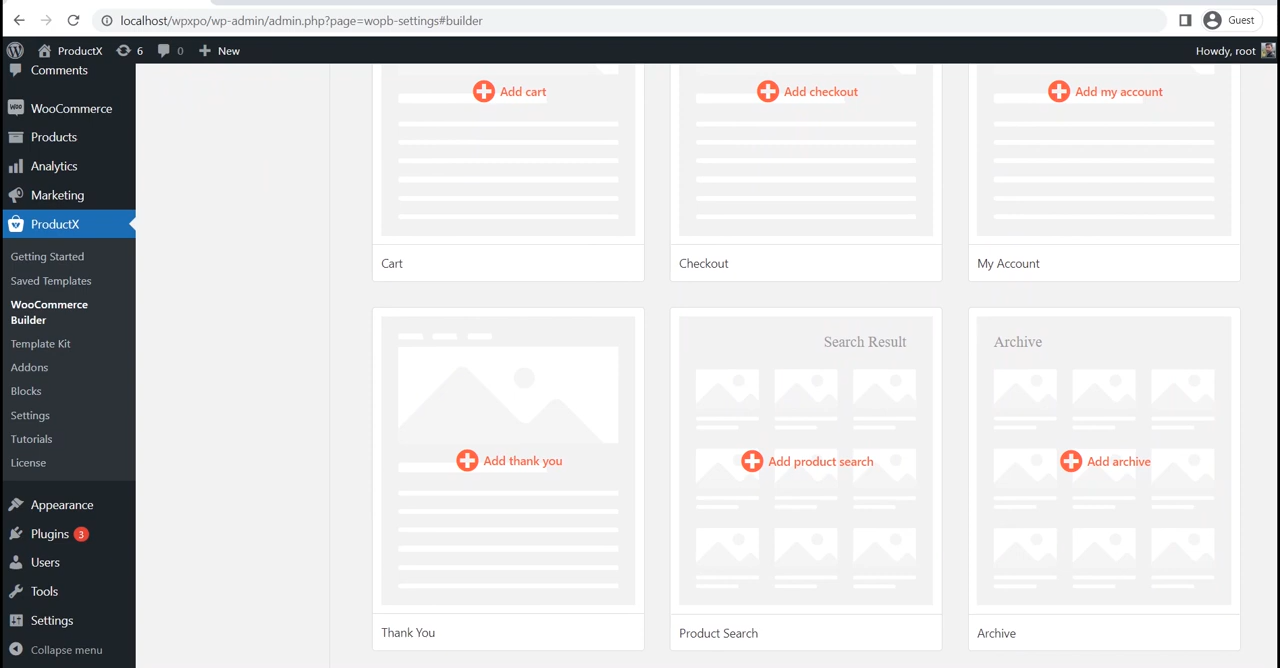 localhost/wpxpo/wp-admin/admin.php?page=wopb-settings#builder
Guest
ProductX 6 0 New
Howdy, root
Comments
WooCommerce
Products
Analytics
Marketing
ProductX
Getting Started
Saved Templates
WooCommerce
Builder
Template Kit
Addons
Blocks
Settings
Tutorials
License
Appearance
Plugins 3
Users
Tools
Settings
Collapse menu
Add cart
Add checkout
Add my account
Cart
Checkout
My Account
Search Result
Archive
Add thank you
Add product search
Add archive
Thank You
Product Search
Archive